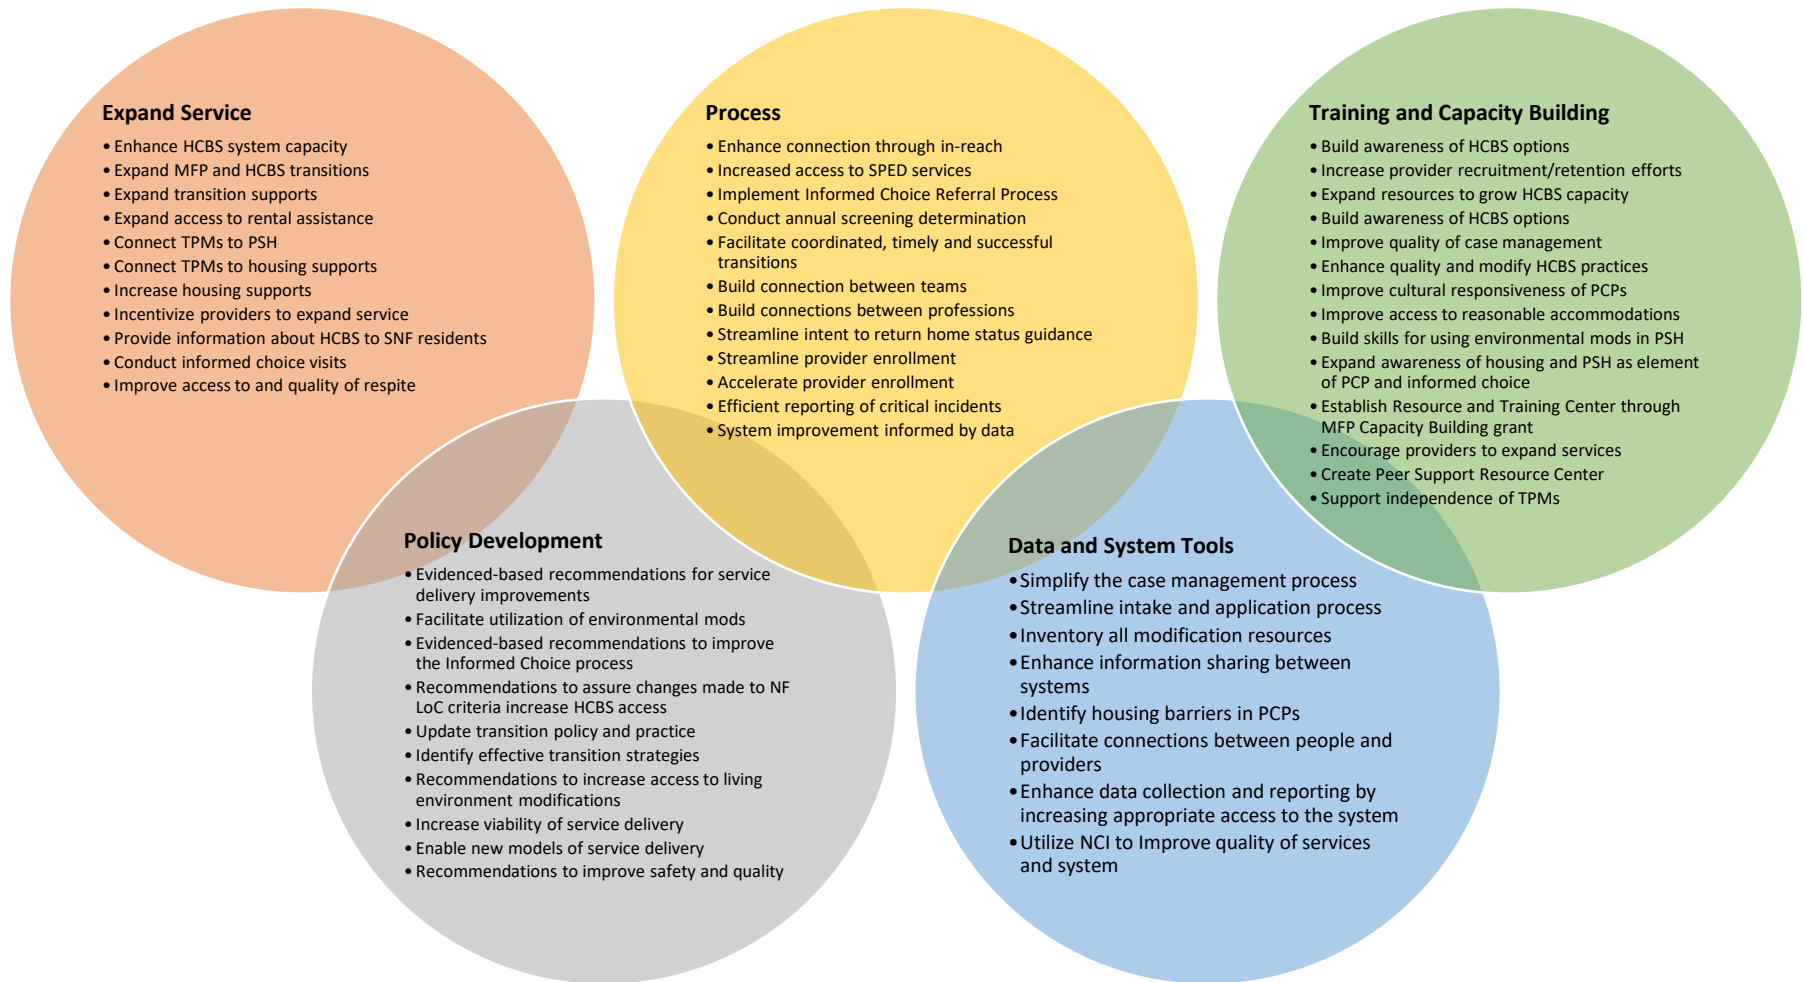 Expand Service
• Enhance HCBS system capacity
• Expand MFP and HCBS transitions
• Expand transition supports
• Expand access to rental assistance
• Connect TPMs to PSH
• Connect TPMs to housing supports
• Increase housing supports
• Incentivize providers to expand service
• Provide information about HCBS to SNF residents
• Conduct informed choice visits
• Improve access to and quality of respite
Process
• Enhance connection through in-reach
• Increased access to SPED services
• Implement Informed Choice Referral Process
• Conduct annual screening determination
• Facilitate coordinated, timely and successful
transitions
• Build connection between teams
• Build connections between professions
• Streamline intent to return home status guidance
• Streamline provider enrollment
• Accelerate provider enrollment
• Efficient reporting of critical incidents
• System improvement informed by data
Training and Capacity Building
• Build awareness of HCBS options
• Increase provider recruitment/retention efforts
• Expand resources to grow HCBS capacity
• Build awareness of HCBS options
• Improve quality of case management
• Enhance quality and modify HCBS practices
• Improve cultural responsiveness of PCPs
• Improve access to reasonable accommodations
• Build skills for using environmental mods in PSH
• Expand awareness of housing and PSH as element
of PCP and informed choice
• Establish Resource and Training Center through
MFP Capacity Building grant
• Encourage providers to expand services
• Create Peer Support Resource Center
• Support independence of TPMs
Policy Development
• Evidenced-based recommendations for service
delivery improvements
• Facilitate utilization of environmental mods
• Evidenced-based recommendations to improve
the Informed Choice process
• Recommendations to assure changes made to NF
LoC criteria increase HCBS access
• Update transition policy and practice
• Identify effective transition strategies
• Recommendations to increase access to living
environment modifications
• Increase viability of service delivery
• Enable new models of service delivery
• Recommendations to improve safety and quality
Data and System Tools
• Simplify the case management process
• Streamline intake and application process
• Inventory all modification resources
• Enhance information sharing between
systems
• Identify housing barriers in PCPs
• Facilitate connections between people and
providers
• Enhance data collection and reporting by
increasing appropriate access to the system
• Utilize NCI to Improve quality of services
and system